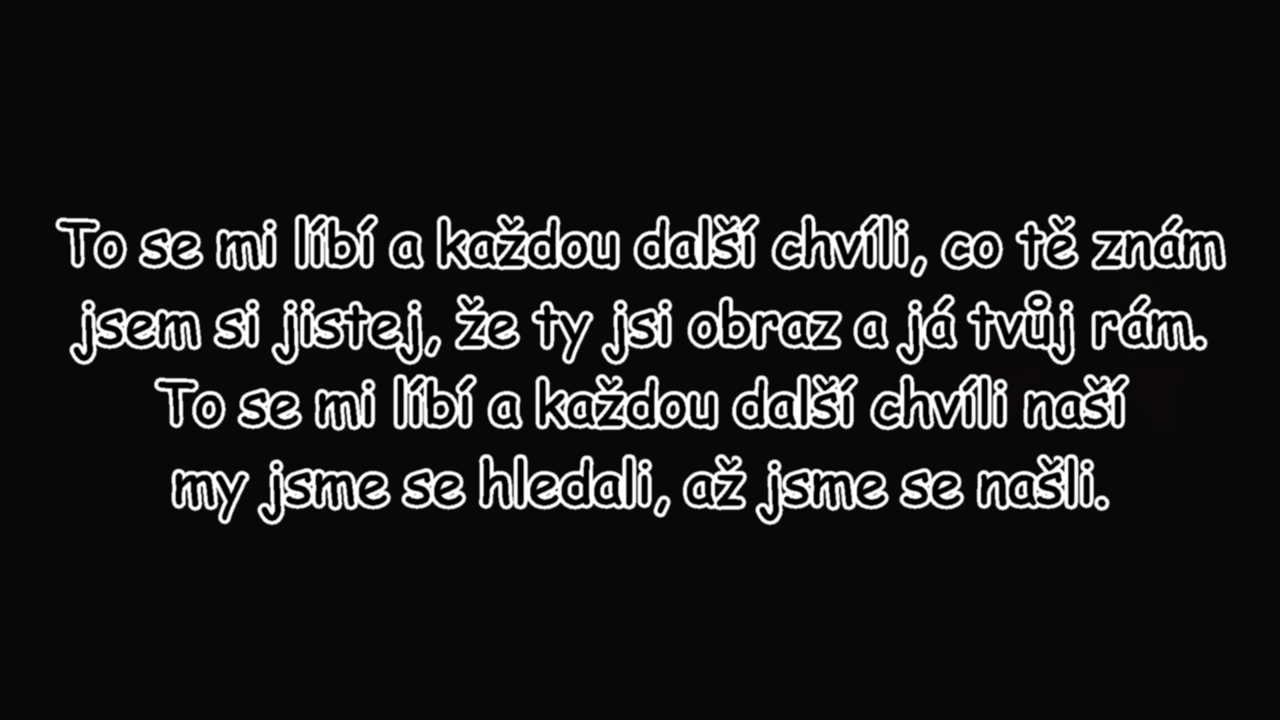 To se mi líbí a každou další chvíli, co tě znám
jsem si jistej, že ty jsi obraz a já tvůj rám.
To se mi líbí a každou další chvíli naší
my jsme se hledali, až jsme se našli.